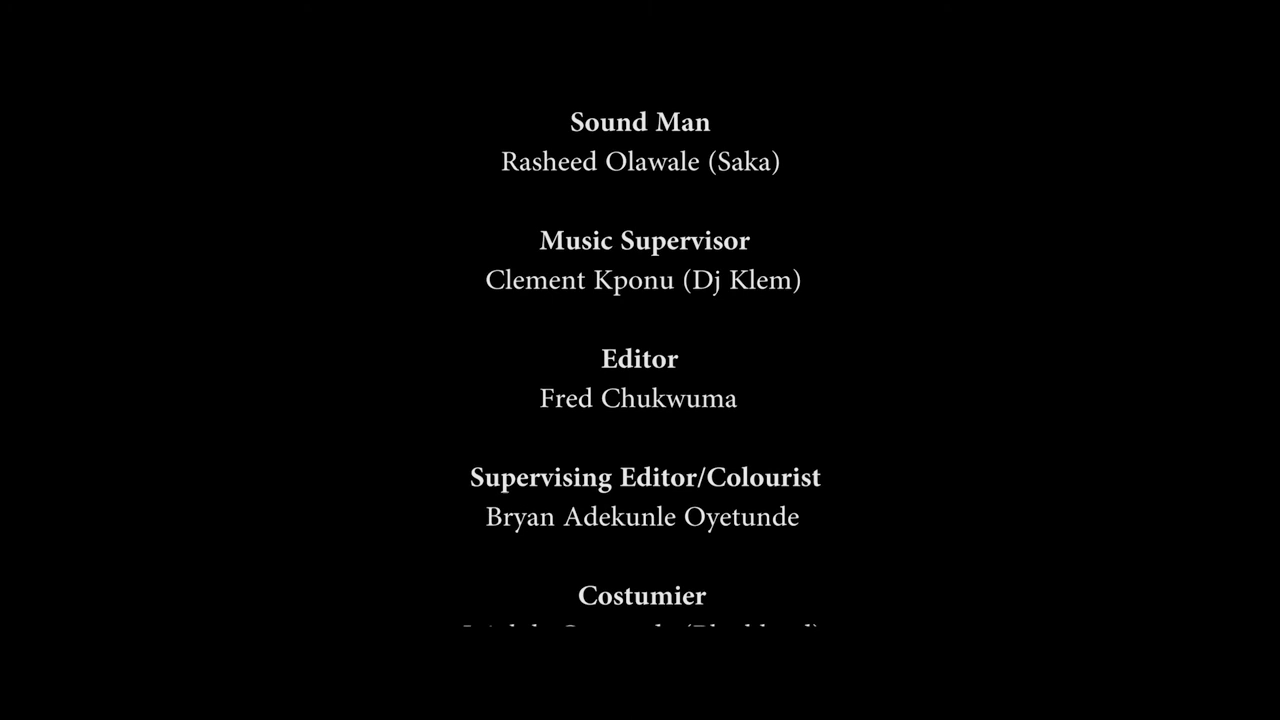 Sound Man
Rasheed Olawale (Saka)
Music Supervisor
Clement Kponu (Dj Klem)
Editor
Fred Chukwuma
Supervising Editor/Colourist
Bryan Adekunle Oyetunde
Costumier